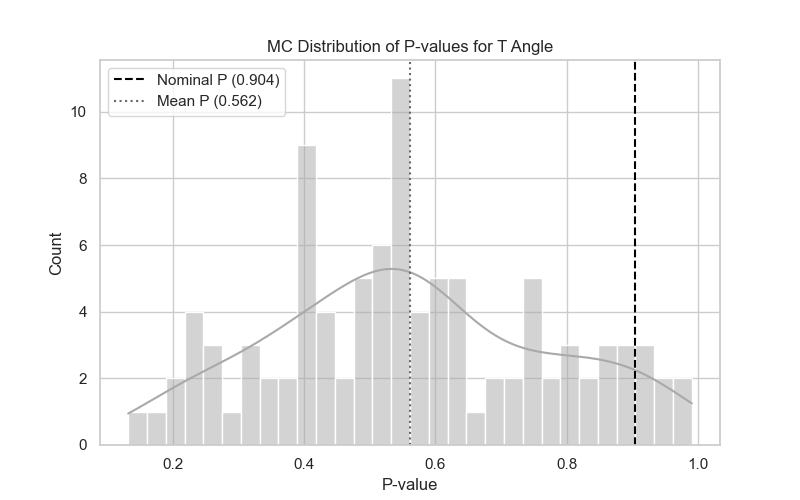 MC Distribution of P-values for T Angle
Nominal P (0.904)
Mean P (0.562)
Count
10
8
6
4
2
0
0.2 0.4 0.6 0.8 1.0
P-value